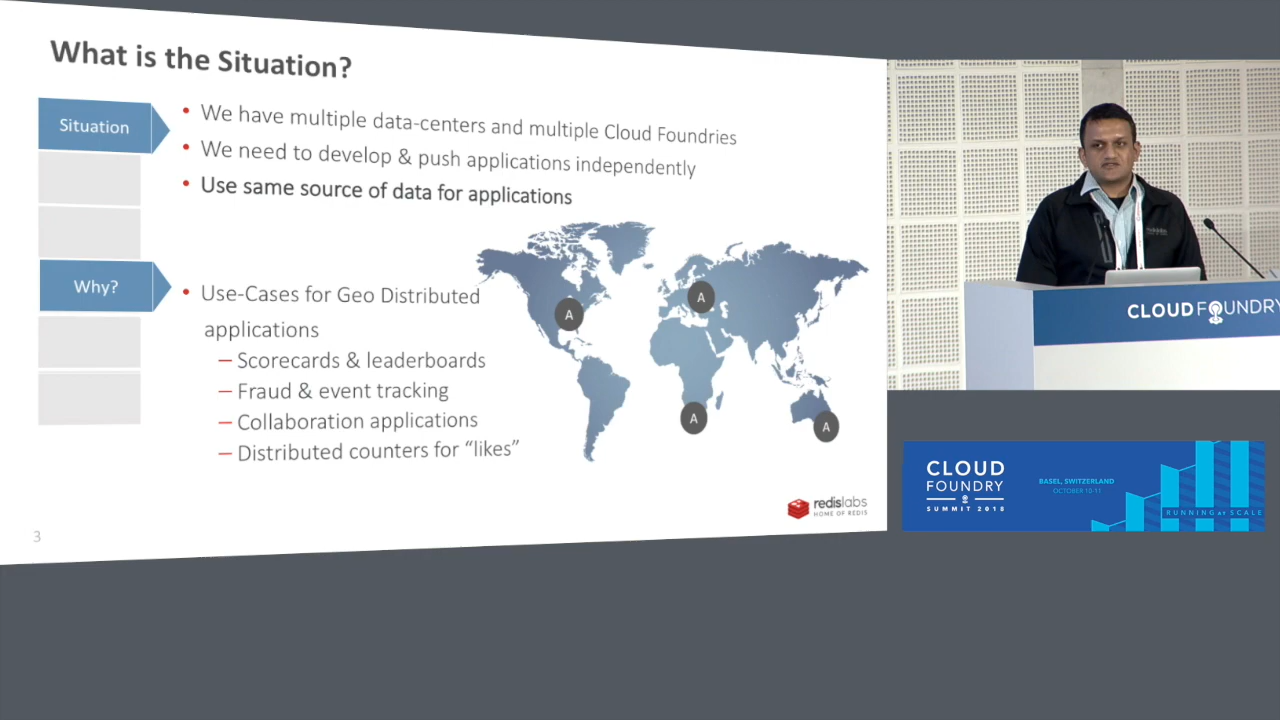 What is the Situation?
Situation
• We have multiple data-centers and multiple Cloud Foundries
• We need to develop & push applications independently
• Use same source of data for applications
Why?
• Use-Cases for Geo Distributed
applications
– Scorecards & leaderboards
– Fraud & event tracking
– Collaboration applications
– Distributed counters for “likes”
A
A
A
A
redislabs
HOME OF REDIS
3
CLOUD FOUNDRY
CLOUD
FOUNDRY
SUMMIT 2018
BASEL, SWITZERLAND
OCTOBER 10-11
RUNNING AT SCALE